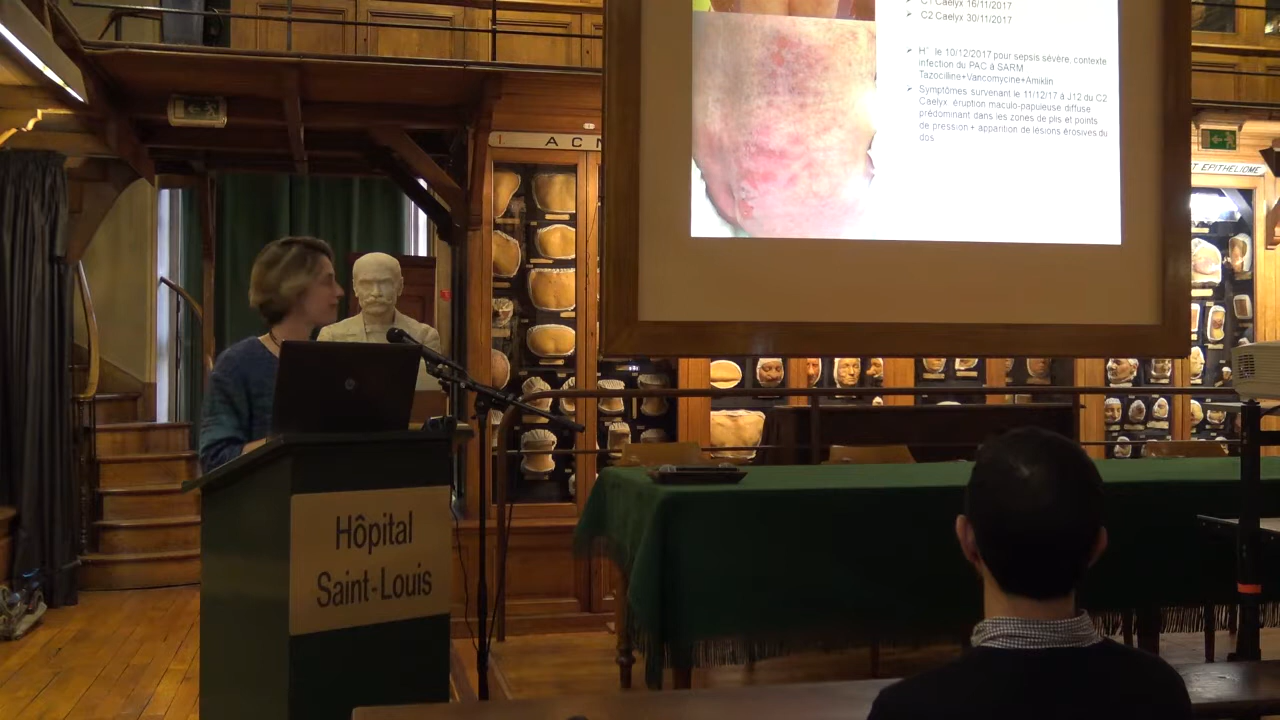 C1 Caelyx 16/11/2017
C2 Caelyx 30/11/2017
H° le 10/12/2017 pour sepsis sévère, contexte
infection du PAC à SARM
Tazocilline+Vancomycine+Amiklin
Symptômes survenant le 11/12/17 à J12 du C2
Caelyx éruption maculo-papuleuse diffuse
prédominant dans les zones de plis et points
de pression + apparition de lésions érosives du
dos
ACN
T EPITHELIOME
Hôpital
Saint-Louis